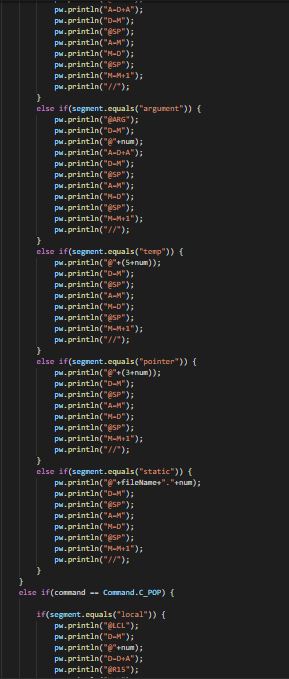 pw.println("A=D+A");
pw.println("D=M");
pw.println("@SP");
pw.println("A=M");
pw.println("M=D");
pw.println("@SP");
pw.println("M=M+1");
pw.println("//");
}
else if(segment.equals("argument")) {
pw.println("@ARG");
pw.println("D=M");
pw.println("@"+num);
pw.println("A=D+A");
pw.println("D=M");
pw.println("@SP");
pw.println("A=M");
pw.println("M=D");
pw.println("@SP");
pw.println("M=M+1");
pw.println("//");
}
else if(segment.equals("temp")) {
pw.println("@"+(5+num));
pw.println("D=M");
pw.println("@SP");
pw.println("A=M");
pw.println("M=D");
pw.println("@SP");
pw.println("M=M+1");
pw.println("//");
}
else if(segment.equals("pointer")) {
pw.println("@"+(3+num));
pw.println("D=M");
pw.println("@SP");
pw.println("A=M");
pw.println("M=D");
pw.println("@SP");
pw.println("M=M+1");
pw.println("//");
}
else if(segment.equals("static")) {
pw.println("@"+fileName+"."+num);
pw.println("D=M");
pw.println("@SP");
pw.println("A=M");
pw.println("M=D");
pw.println("@SP");
pw.println("M=M+1");
pw.println("//");
}
}
else if(command == Command.C_POP) {
if(segment.equals("local")) {
pw.println("@LCL");
pw.println("D=M");
pw.println("@"+num);
pw.println("D=D+A");
pw.println("@R15");